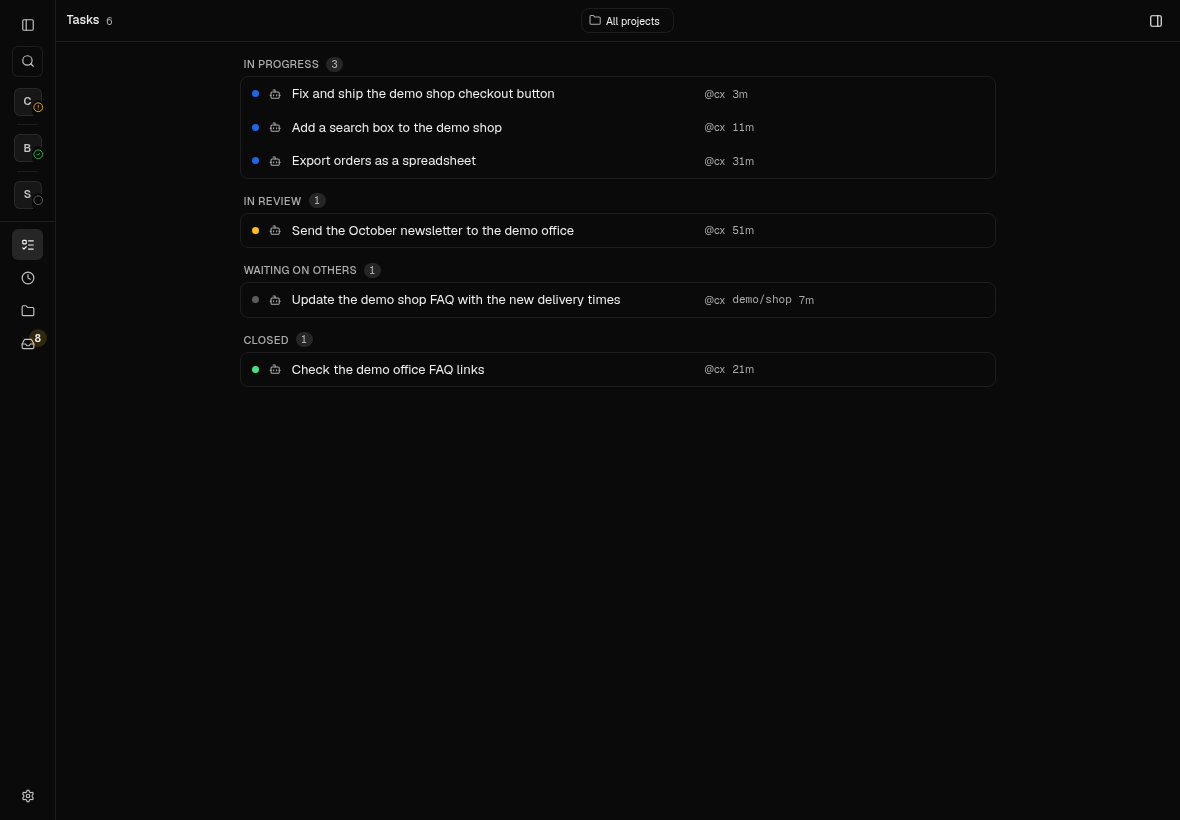 Tasks 6
All projects
C
B
S
8
IN PROGRESS 3
Fix and ship the demo shop checkout button @cx 3m
Add a search box to the demo shop @cx 11m
Export orders as a spreadsheet @cx 31m
IN REVIEW 1
Send the October newsletter to the demo office @cx 51m
WAITING ON OTHERS 1
Update the demo shop FAQ with the new delivery times @cx demo/shop 7m
CLOSED 1
Check the demo office FAQ links @cx 21m